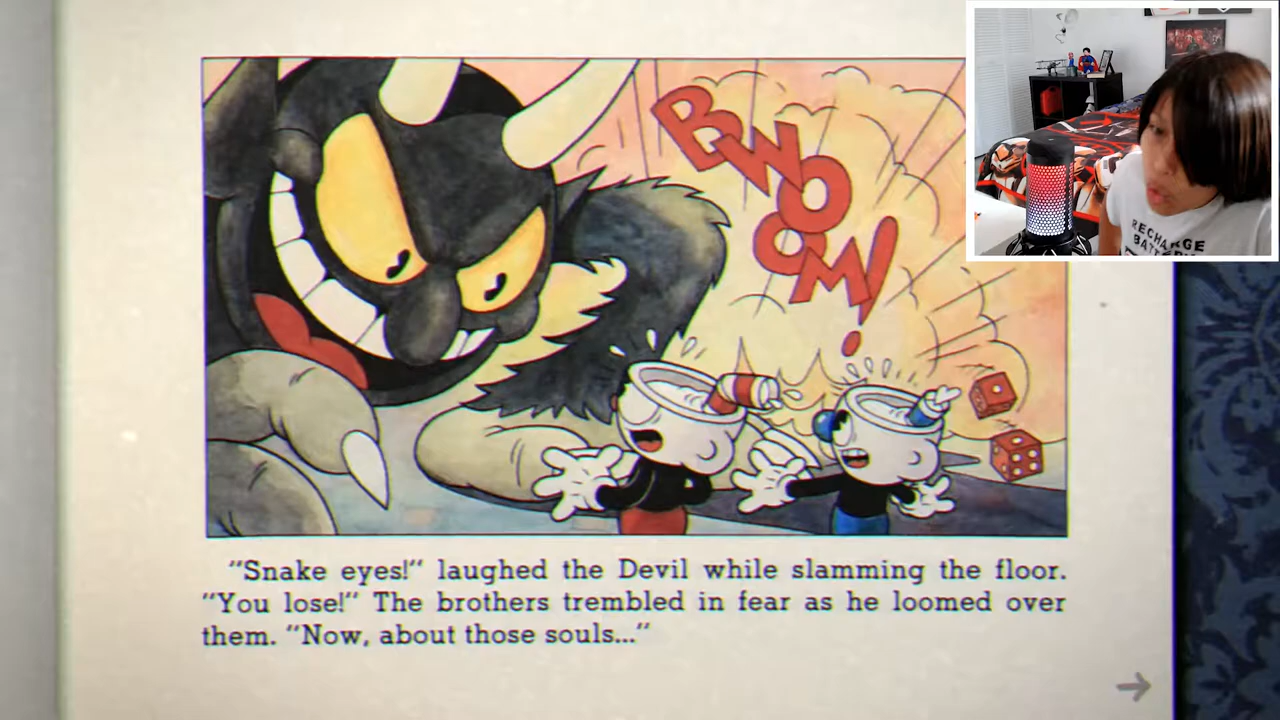 BWOOM!
RECHARGE
"Snake eyes!" laughed the Devil while slamming the floor.
"You lose!" The brothers trembled in fear as he loomed over
them. "Now, about those souls..."